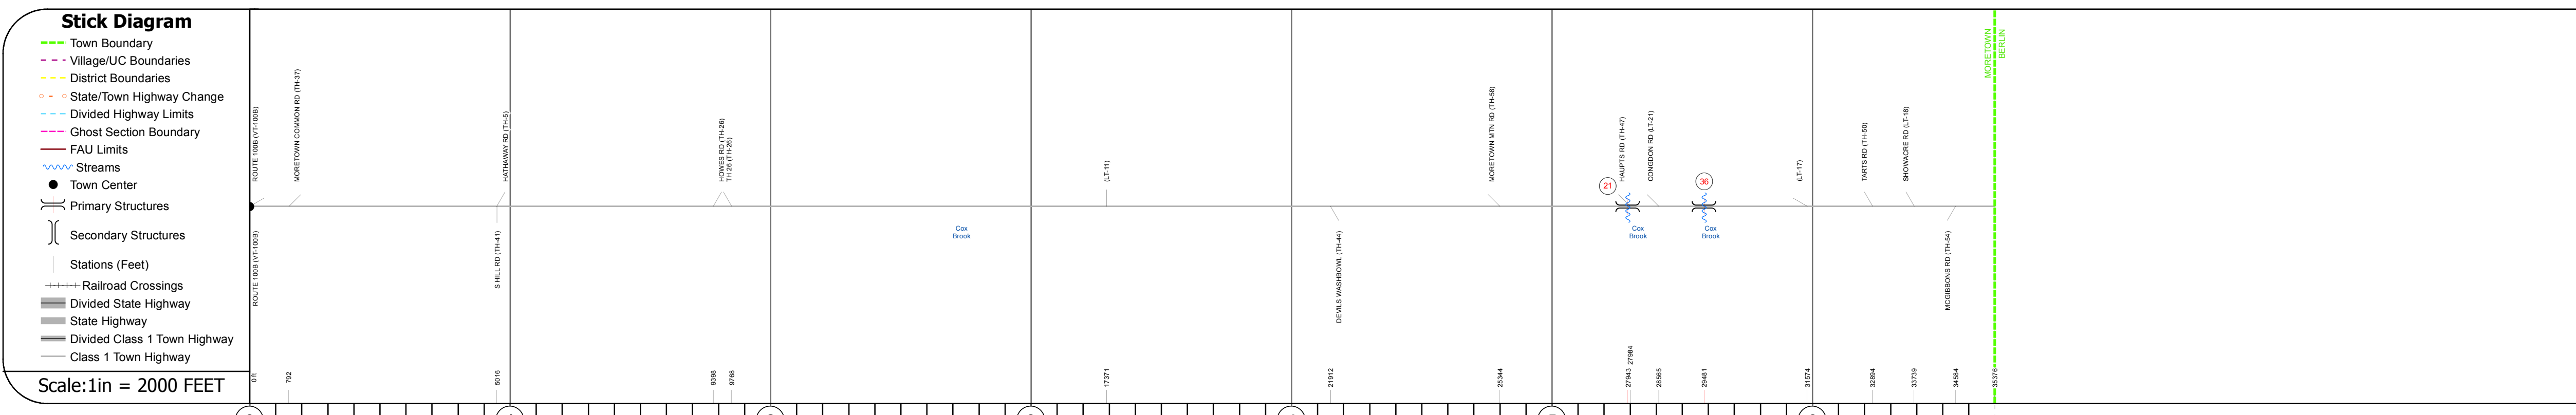 Stick Diagram
Town Boundary
Village/UC Boundaries
District Boundaries
State/Town Highway Change
Divided Highway Limits
Ghost Section Boundary
FAU Limits
Streams
Town Center
Primary Structures
Secondary Structures
Stations (Feet)
Railroad Crossings
Divided State Highway
State Highway
Divided Class 1 Town Highway
Class 1 Town Highway
Scale:1in = 2000 FEET
ROUTE 100B (VT-100B)
MORETOWN COMMON RD (TH-37)
HATHAWAY RD (TH-5)
HOWES RD (TH-26)
TH 26 (TH-26)
(LT-11)
MORETOWN MTN RD (TH-58)
21
HAUPTS RD (TH-47)
CONGDON RD (LT-21)
36
(LT-17)
TARTS RD (TH-50)
SHOWACRE RD (LT-18)
MORETOWN
BERLIN
ROUTE 100B (VT-100B)
S HILL RD (TH-41)
Cox
Brook
DEVILS WASHBOWL (TH-44)
Cox
Brook
Cox
Brook
MCGIBBONS RD (TH-54)
0 ft
792
5016
9398
9768
17371
21912
25344
27943
27984
28565
29481
31574
32894
33739
34584
35376